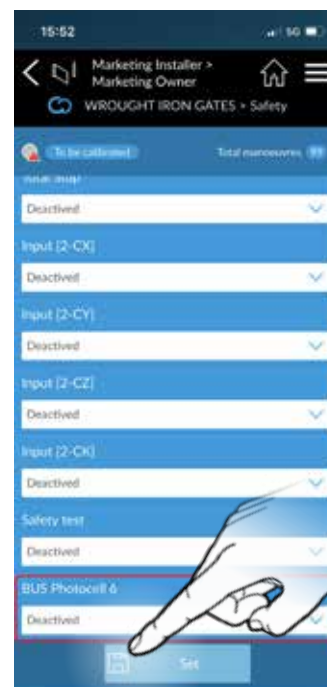 15:52
5G
Marketing Installer >
Marketing Owner
WROUGHT IRON GATES > Safety
To be calibrated
Total manoeuvres
Deactived
Input [2-CX]
Deactived
Input [2-CY]
Deactived
Input [2-CZ]
Deactived
Input [2-CK]
Deactived
Safety test
Deactived
BUS Photocell 6
Deactived
Set